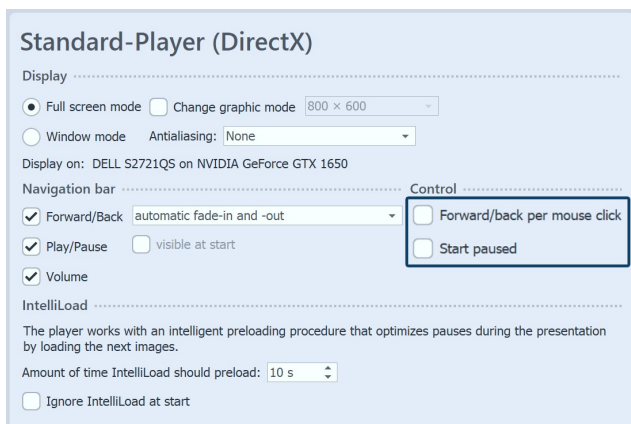 Standard-Player (DirectX)
Display
Full screen mode Change graphic mode 800 × 600
Window mode Antialiasing: None
Display on: DELL S2721QS on NVIDIA GeForce GTX 1650
Navigation bar Control
Forward/Back automatic fade-in and -out Forward/back per mouse click
Play/Pause visible at start Start paused
Volume
IntelliLoad
The player works with an intelligent preloading procedure that optimizes pauses during the presentation
by loading the next images.
Amount of time IntelliLoad should preload: 10 s
Ignore IntelliLoad at start